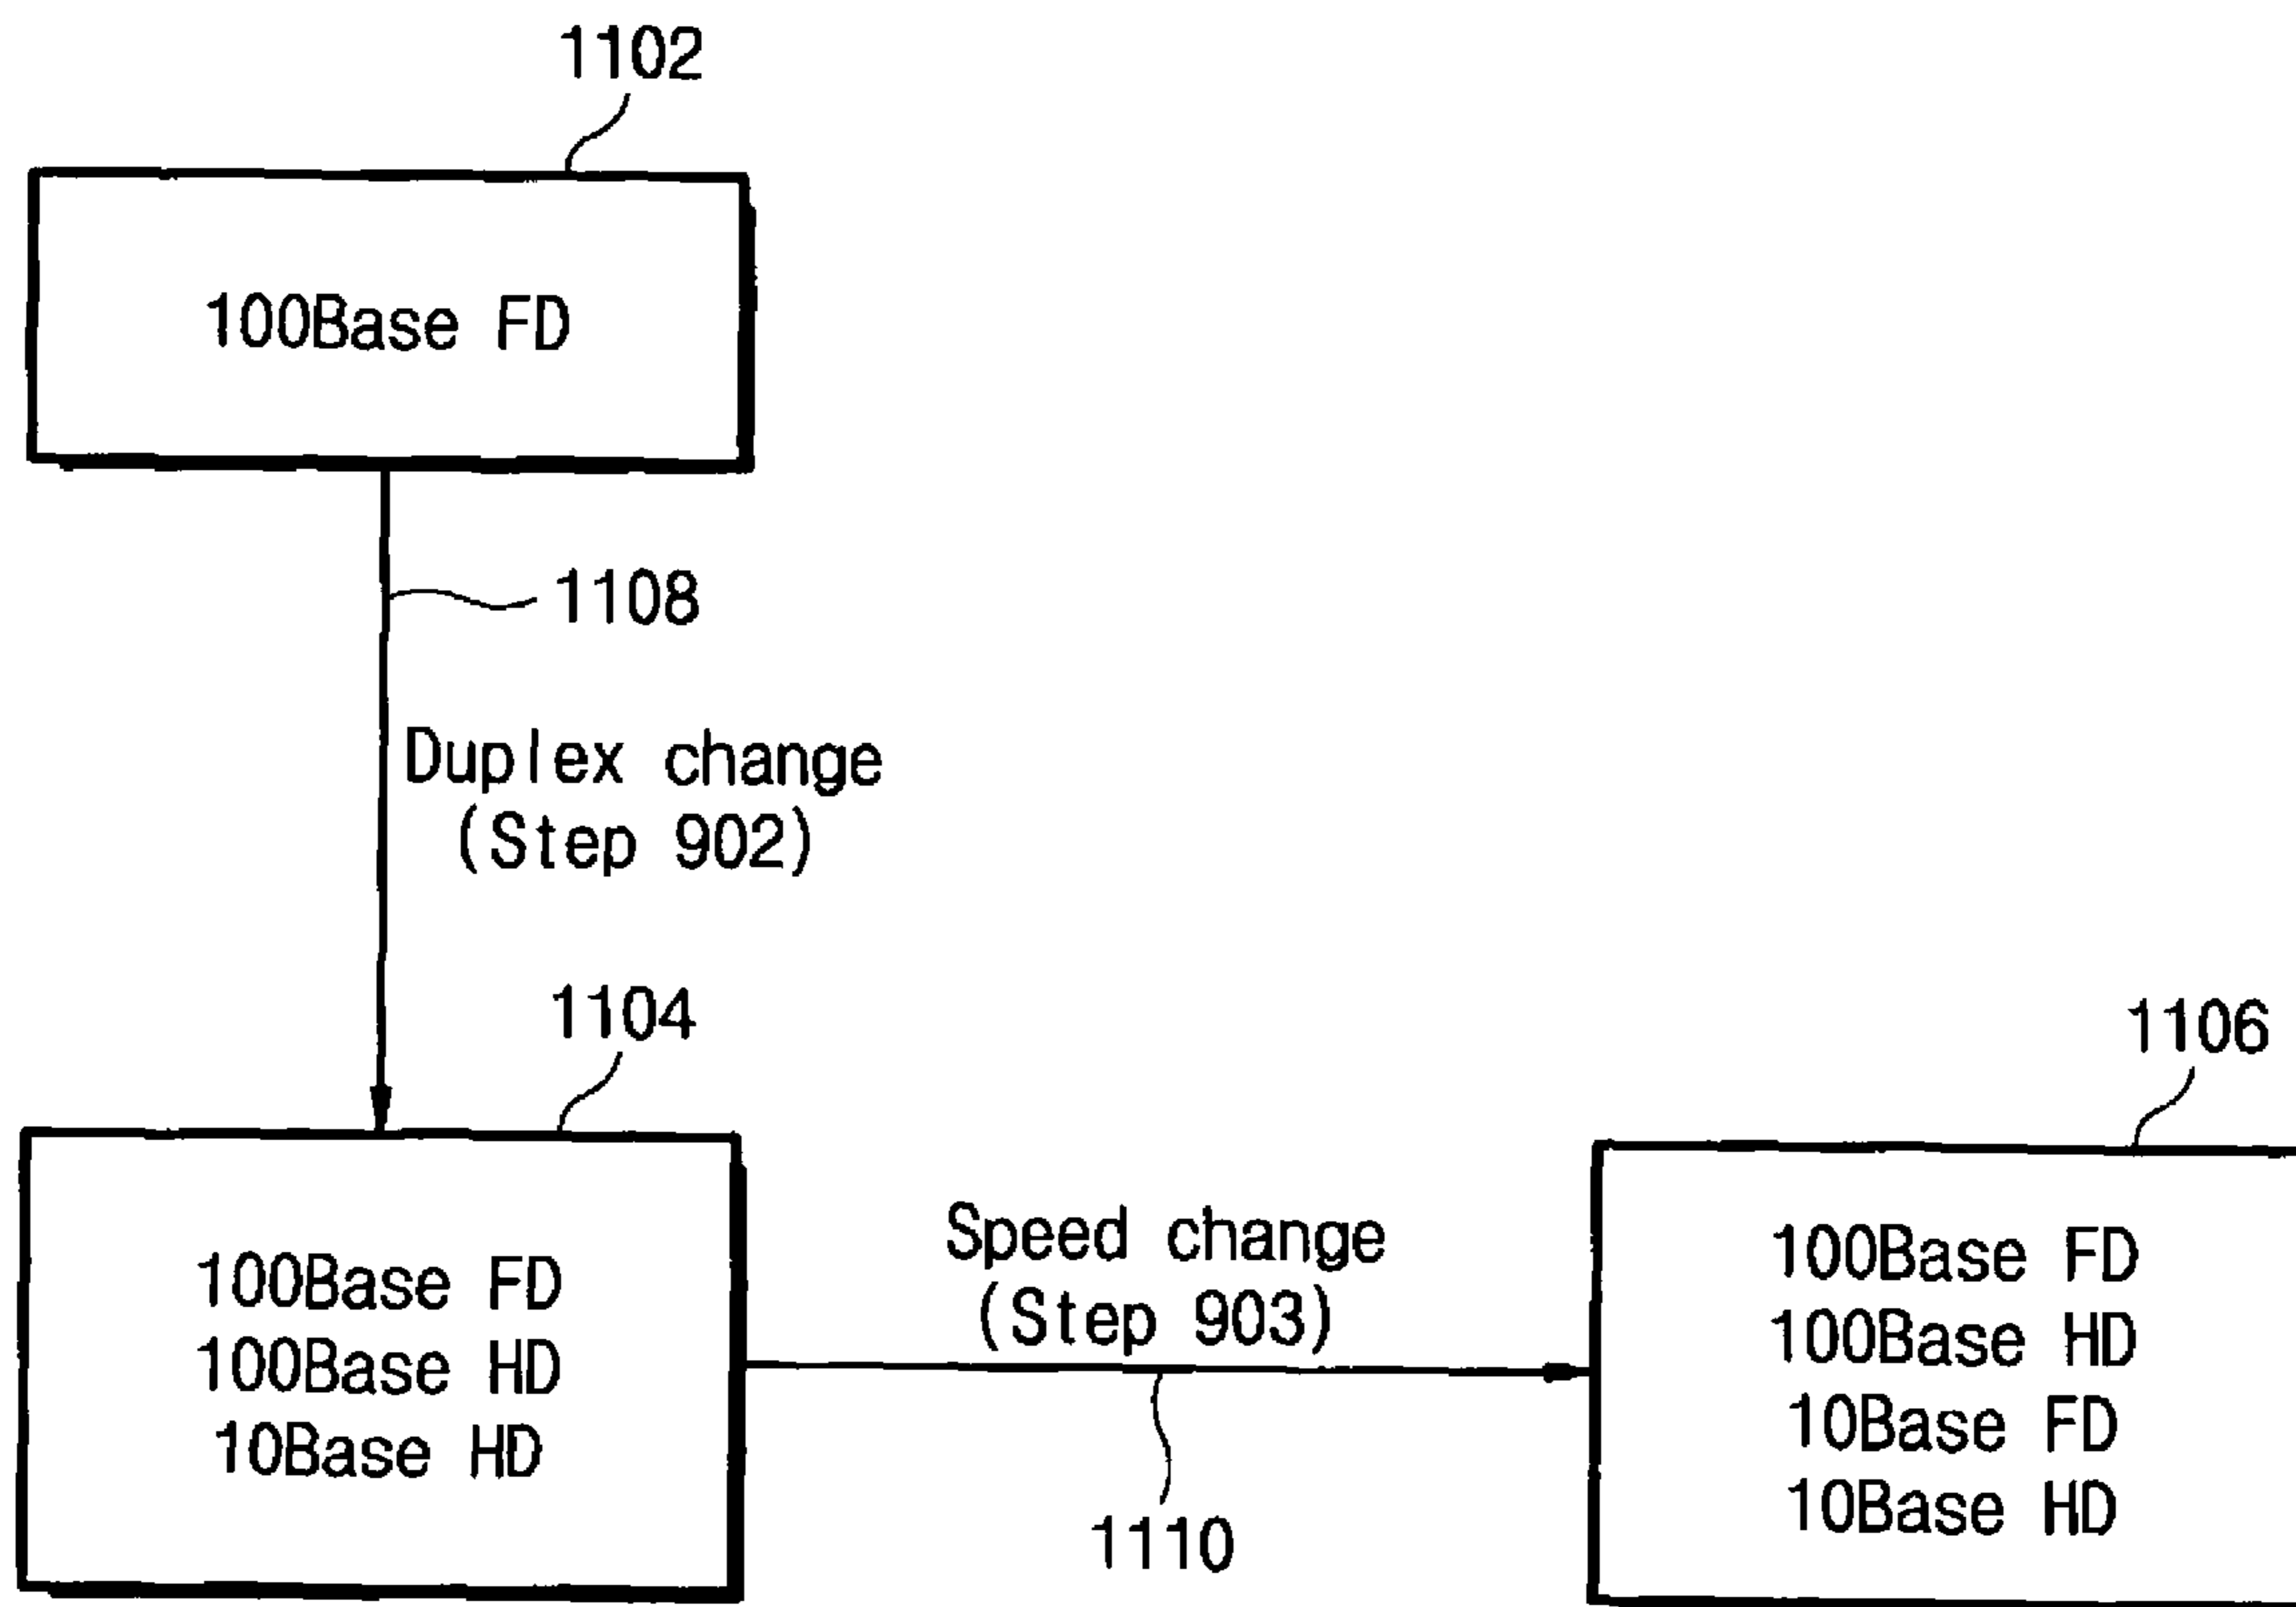 1102
100Base FD
1108
Duplex change
(Step 902)
1104
1106
100Base FD
100Base HD
10Base HD
Speed change
(Step 903)
1110
100Base FD
100Base HD
10Base FD
10Base HD